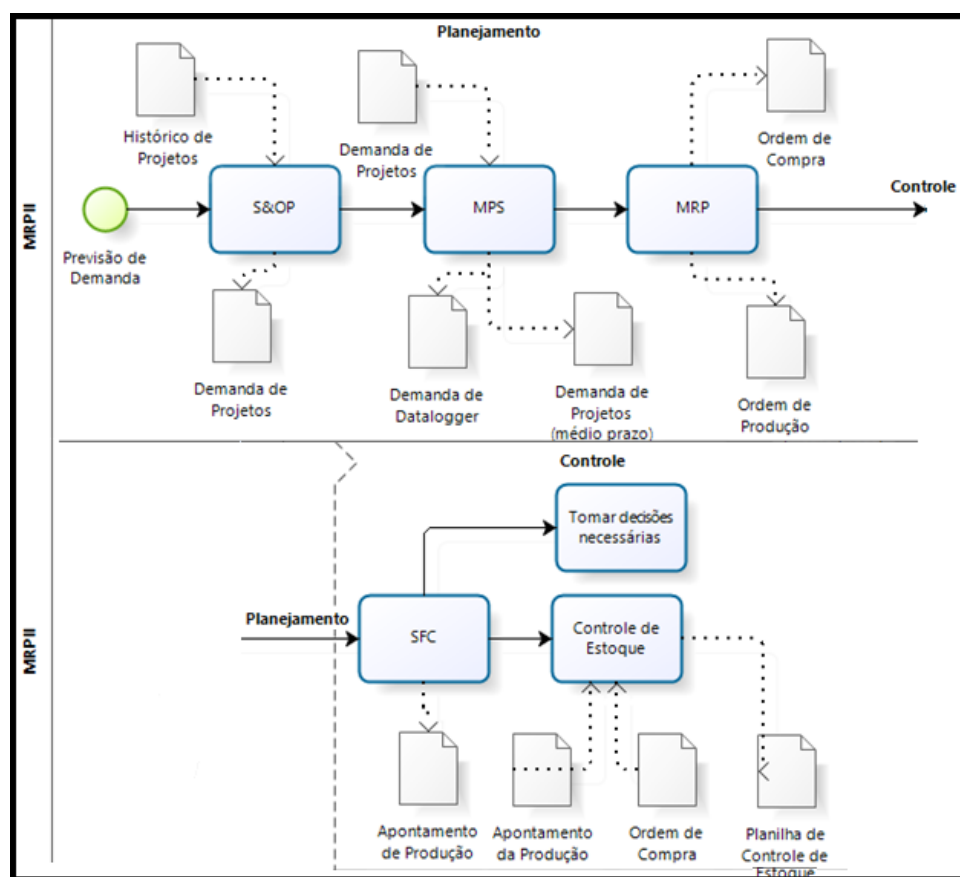 Planejamento
MRPII
Histórico de
Projetos
Demanda de
Projetos
Ordem de
Compra
S&OP
MPS
MRP
Controle
Previsão de
Demanda
Demanda de
Projetos
Demanda de
Datalogger
Demanda de
Projetos
(médio prazo)
Ordem de
Produção
Controle
MRPII
Tomar decisões
necessárias
Planejamento
SFC
Controle de
Estoque
Apontamento
de Produção
Apontamento
da Produção
Ordem de
Compra
Planilha de
Controle de
Estoque